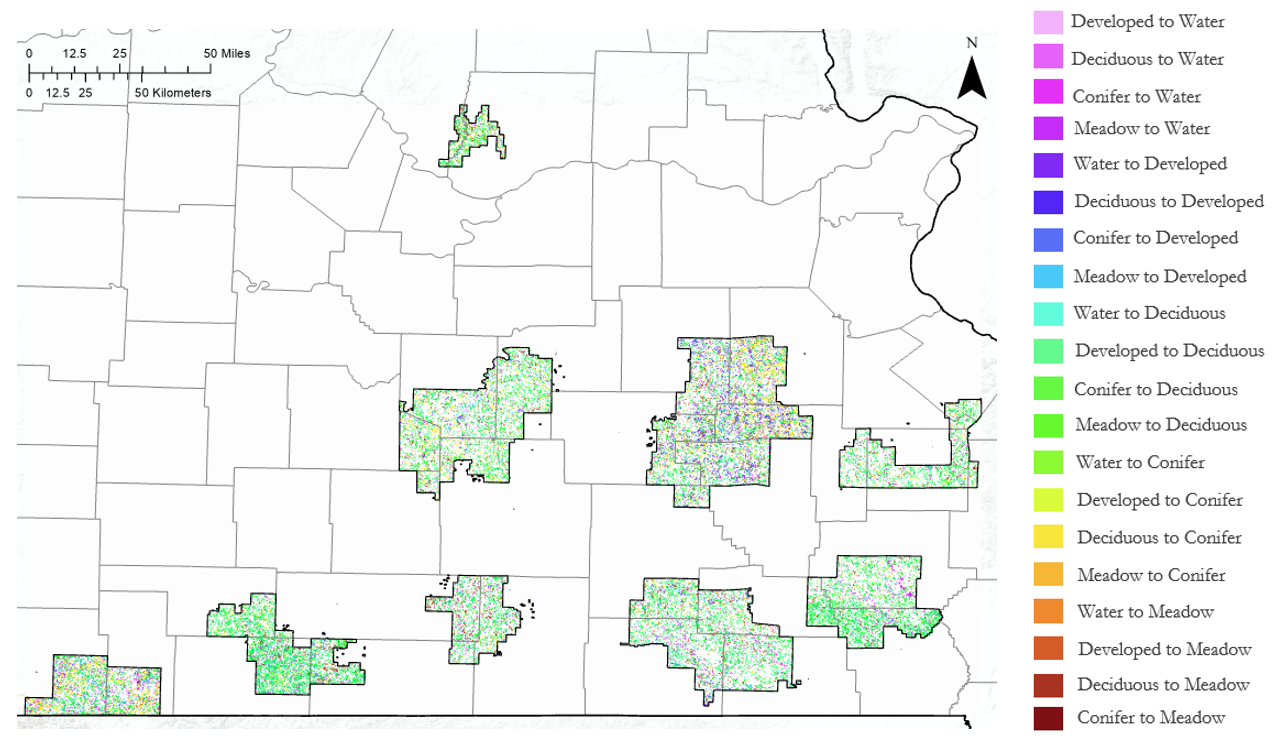 0 12.5 25 50 Miles
0 12.5 25 50 Kilometers
N
Developed to Water
Deciduous to Water
Conifer to Water
Meadow to Water
Water to Developed
Deciduous to Developed
Conifer to Developed
Meadow to Developed
Water to Deciduous
Developed to Deciduous
Conifer to Deciduous
Meadow to Deciduous
Water to Conifer
Developed to Conifer
Deciduous to Conifer
Meadow to Conifer
Water to Meadow
Developed to Meadow
Deciduous to Meadow
Conifer to Meadow